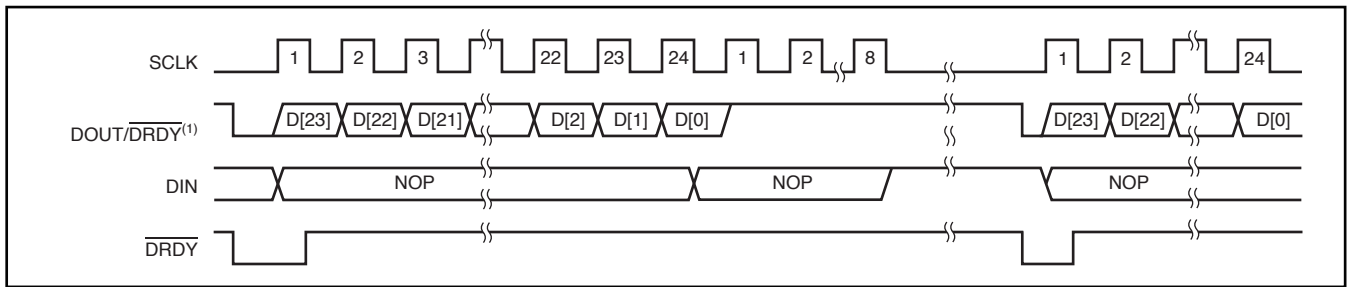 SCLK 1 2 3 22 23 24 1 2 8 1 2 24
DOUT/DRDY(1) D[23] D[22] D[21] D[2] D[1] D[0] D[23] D[22] D[0]
DIN NOP NOP NOP
DRDY